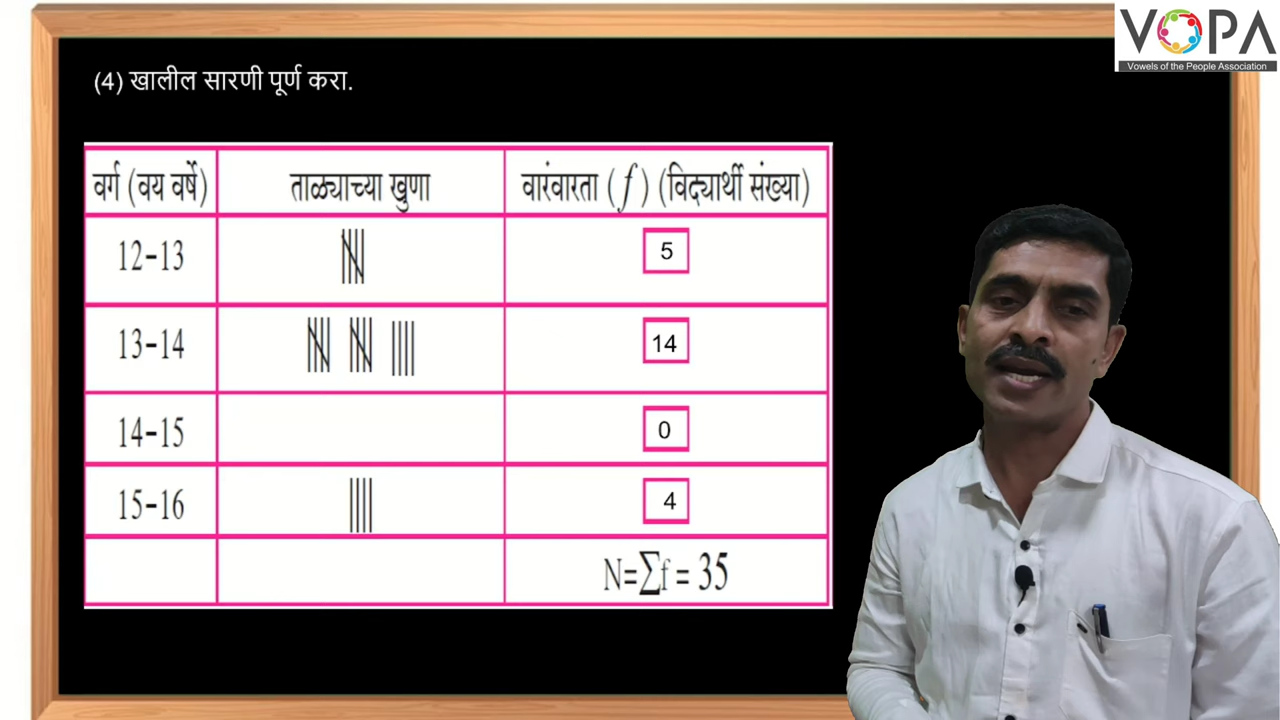 VOPA
Vowels of the People Association
(4) खालील सारणी पूर्ण करा.
वर्ग (वय वर्षे) ताळ्याच्या खुणा वारंवारता (f) (विद्यार्थी संख्या)
12-13 5
13-14 14
14-15 0
15-16 4
N=∑f = 35